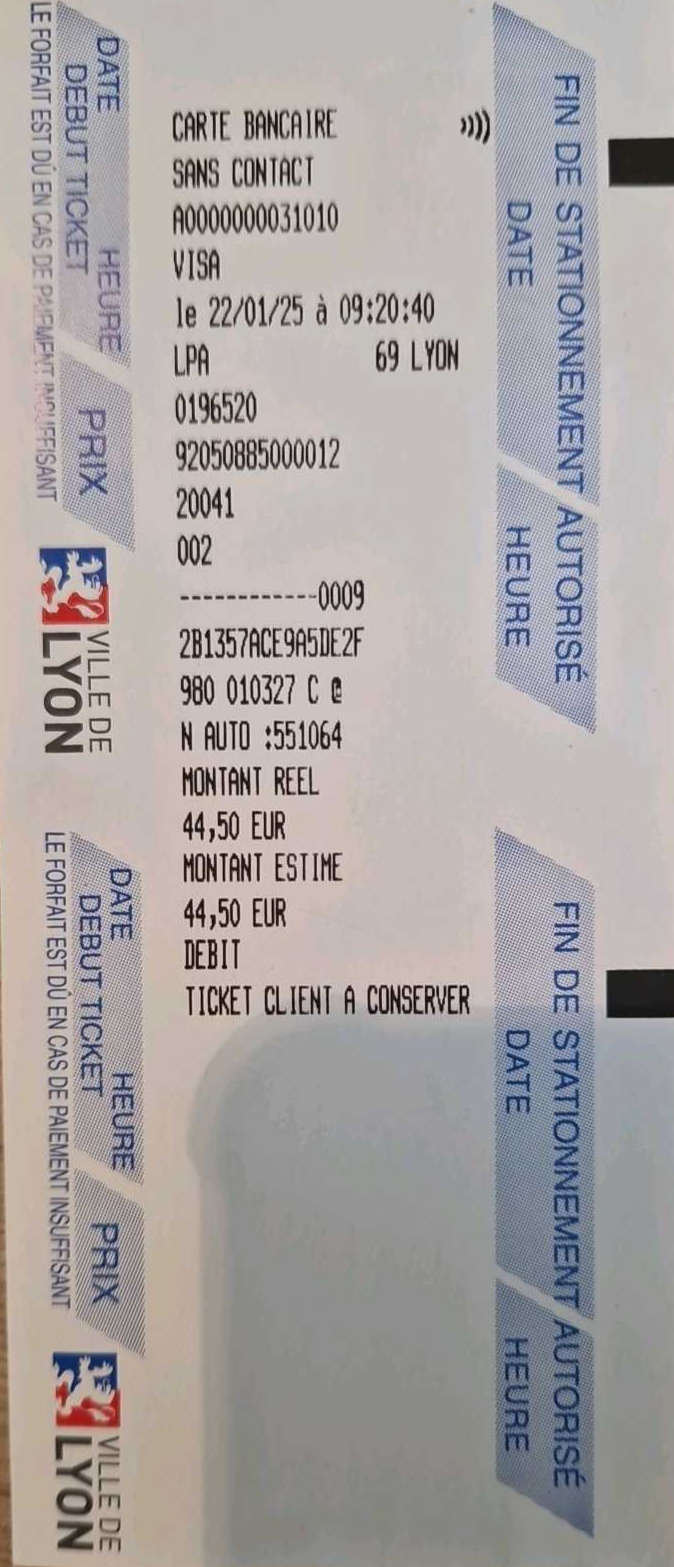 CARTE BANCAIRE
SANS CONTACT
A0000000031010
VISA
le 22/01/25 à 09:20:40
LPA 69 LYON
0196520
92050885000012
20041
002
------------0009
2B1357ACE9A5DE2F
980 010327 C @
N AUTO :551064
MONTANT REEL
44,50 EUR
MONTANT ESTIME
44,50 EUR
DEBIT
TICKET CLIENT A CONSERVER
FIN DE STATIONNEMENT AUTORISÉ
DATE HEURE
DATE HEURE PRIX
DEBUT TICKET
LE FORFAIT EST DÛ EN CAS DE PAIEMENT INSUFFISANT
VILLE DE
LYON
FIN DE STATIONNEMENT AUTORISÉ
DATE HEURE
DATE HEURE PRIX
DEBUT TICKET
LE FORFAIT EST DÛ EN CAS DE PAIEMENT INSUFFISANT
VILLE DE
LYON